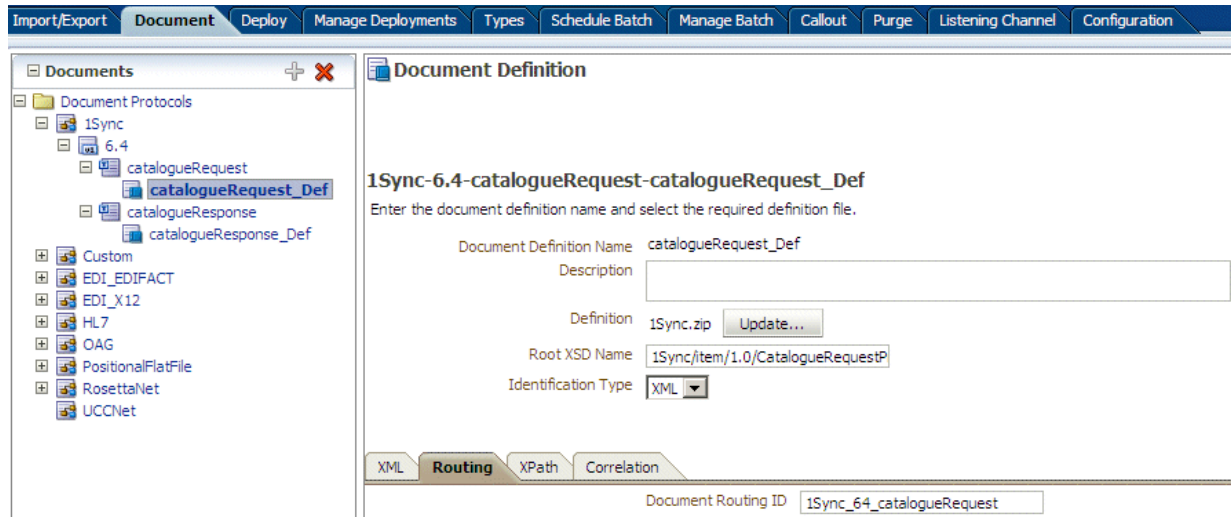 Import/Export Document Deploy Manage Deployments Types Schedule Batch Manage Batch Callout Purge Listening Channel Configuration
Documents
Document Protocols
1Sync
6.4
catalogueRequest
catalogueRequest_Def
catalogueResponse
catalogueResponse_Def
Custom
EDI_EDIFACT
EDI_X12
HL7
OAG
PositionalFlatFile
RosettaNet
UCCNet
Document Definition
1Sync-6.4-catalogueRequest-catalogueRequest_Def
Enter the document definition name and select the required definition file.
Document Definition Name catalogueRequest_Def
Description
Definition 1Sync.zip Update...
Root XSD Name 1Sync/item/1.0/CatalogueRequestP
Identification Type XML
XML Routing XPath Correlation
Document Routing ID 1Sync_64_catalogueRequest